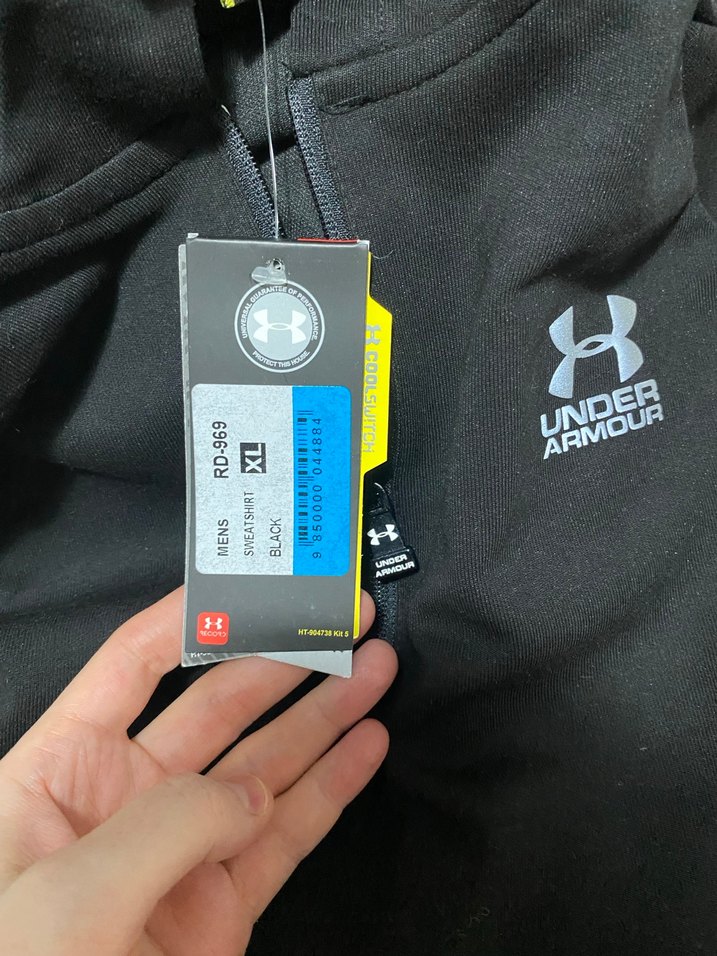 UNIVERSAL GUARANTEE OF PERFORMANCE.
PROTECT THIS HOUSE.
COOLSWITCH
MENS RD-969
SWEATSHIRT XL
BLACK
9 850000 044884
HT-904738 Kit 5
UNDER
ARMOUR
UNDER
ARMOUR